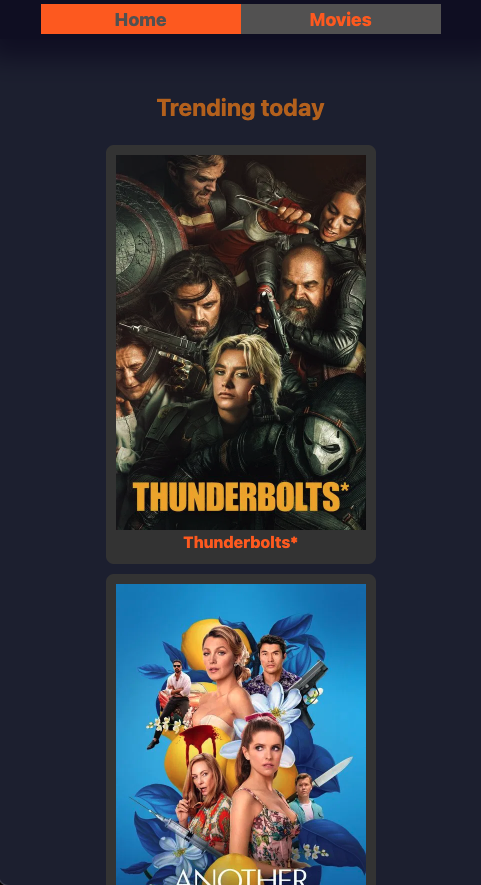 Home
Movies
Trending today
THUNDERBOLTS*
Thunderbolts*
ANOTHER